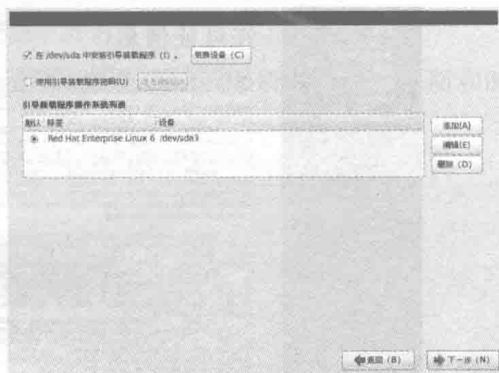 在 /dev/sda 中安装引导装载程序 (I) 。 更换设备 (C)
使用引导装载程序密码(U)
引导装载程序操作系统列表
默认 标签 设备
Red Hat Enterprise Linux 6 /dev/sda3
添加(A)
编辑(E)
删除 (D)
返回 (B) 下一步 (N)